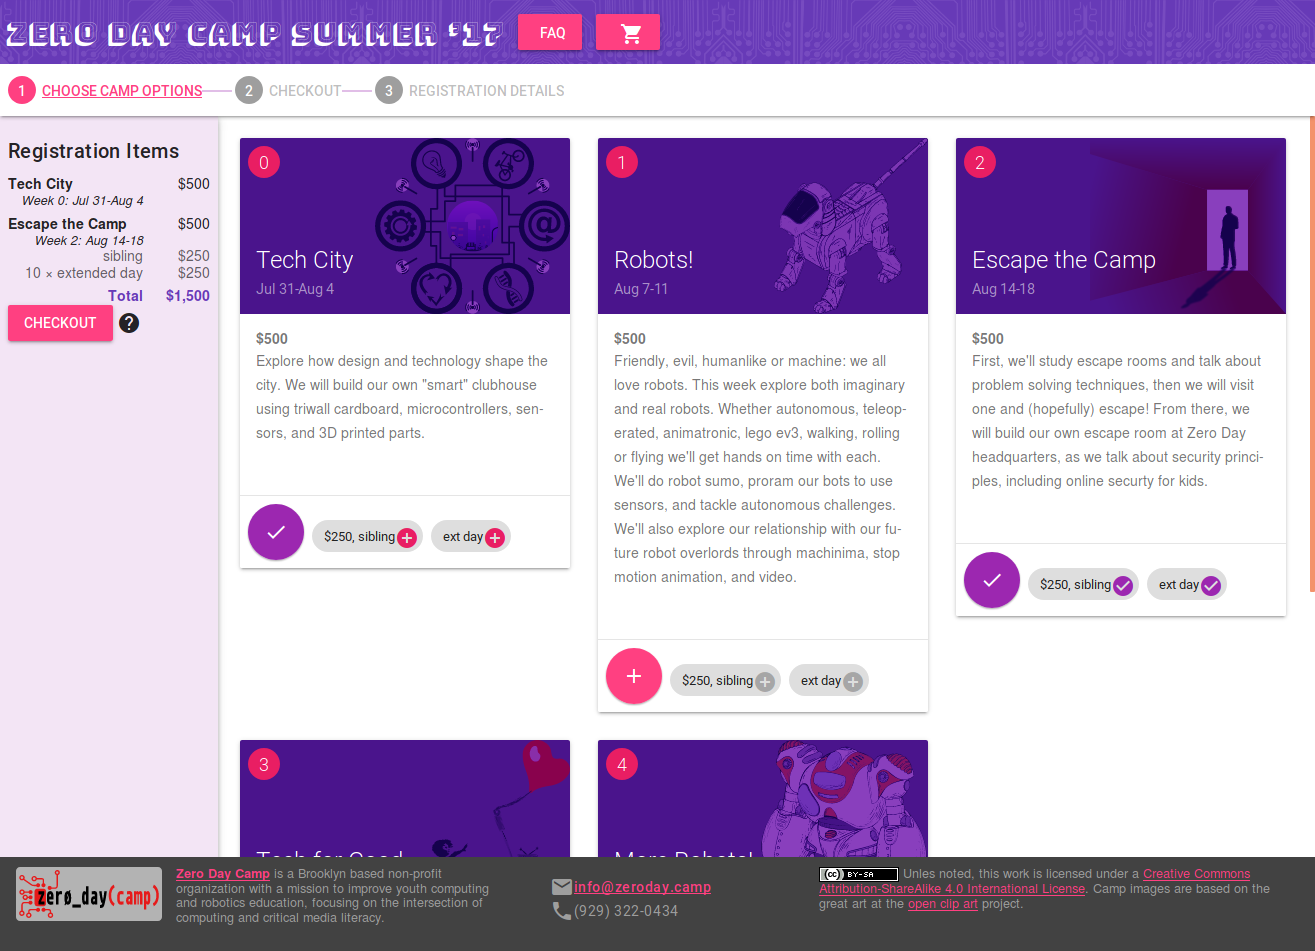 ZERO DAY CAMP SUMMER '17
FAQ
1 CHOOSE CAMP OPTIONS 2 CHECKOUT 3 REGISTRATION DETAILS
Registration Items
Tech City $500
Week 0: Jul 31-Aug 4
Escape the Camp $500
Week 2: Aug 14-18
sibling $250
10 × extended day $250
Total $1,500
CHECKOUT ?
0
@
Tech City
Jul 31-Aug 4
$500
Explore how design and technology shape the
city. We will build our own "smart" clubhouse
using triwall cardboard, microcontrollers, sen-
sors, and 3D printed parts.
$250, sibling
ext day
1
Robots!
Aug 7-11
$500
Friendly, evil, humanlike or machine: we all
love robots. This week explore both imaginary
and real robots. Whether autonomous, teleop-
erated, animatronic, lego ev3, walking, rolling
or flying we'll get hands on time with each.
We'll do robot sumo, proram our bots to use
sensors, and tackle autonomous challenges.
We'll also explore our relationship with our fu-
ture robot overlords through machinima, stop
motion animation, and video.
$250, sibling
ext day
2
Escape the Camp
Aug 14-18
$500
First, we'll study escape rooms and talk about
problem solving techniques, then we will visit
one and (hopefully) escape! From there, we
will build our own escape room at Zero Day
headquarters, as we talk about security princi-
ples, including online securty for kids.
$250, sibling
ext day
3
Tech for Good
4
More Robots!
zerø_day(camp)
Zero Day Camp is a Brooklyn based non-profit
organization with a mission to improve youth computing
and robotics education, focusing on the intersection of
computing and critical media literacy.
info@zeroday.camp
(929) 322-0434
cc BY-SA Unles noted, this work is licensed under a Creative Commons
Attribution-ShareAlike 4.0 International License. Camp images are based on the
great art at the open clip art project.